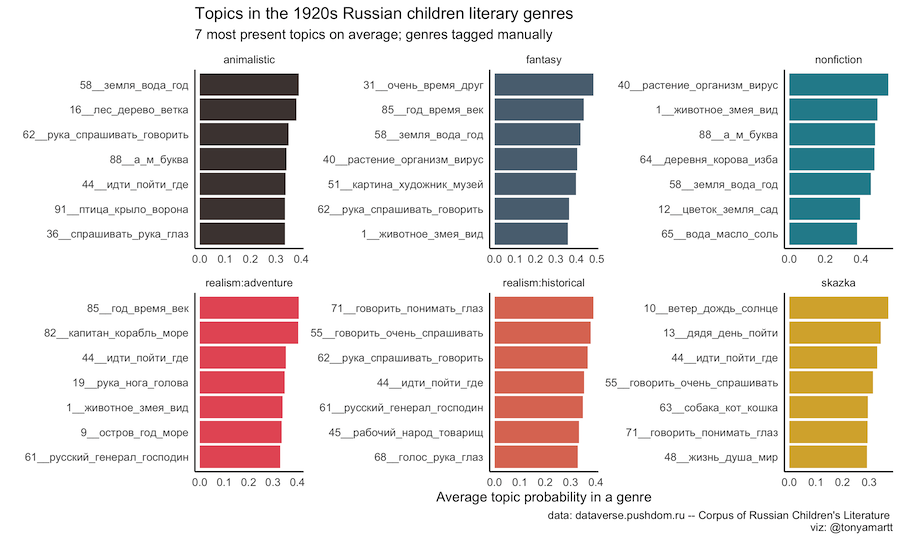 Topics in the 1920s Russian children literary genres
7 most present topics on average; genres tagged manually
animalistic
58__земля_вода_год
16__лес_дерево_ветка
62__рука_спрашивать_говорить
88__а_м_буква
44__идти_пойти_где
91__птица_крыло_ворона
36__спрашивать_рука_глаз
0.0 0.1 0.2 0.3 0.4
fantasy
31__очень_время_друг
85__год_время_век
58__земля_вода_год
40__растение_организм_вирус
51__картина_художник_музей
62__рука_спрашивать_говорить
1__животное_змея_вид
0.0 0.1 0.2 0.3 0.4 0.5
nonfiction
40__растение_организм_вирус
1__животное_змея_вид
88__а_м_буква
64__деревня_корова_изба
58__земля_вода_год
12__цветок_земля_сад
65__вода_масло_соль
0.0 0.2 0.4
realism:adventure
85__год_время_век
82__капитан_корабль_море
44__идти_пойти_где
19__рука_нога_голова
1__животное_змея_вид
9__остров_год_море
61__русский_генерал_господин
0.0 0.1 0.2 0.3 0.4
realism:historical
71__говорить_понимать_глаз
55__говорить_очень_спрашивать
62__рука_спрашивать_говорить
44__идти_пойти_где
61__русский_генерал_господин
45__рабочий_народ_товарищ
68__голос_рука_глаз
0.0 0.1 0.2 0.3 0.4
skazka
10__ветер_дождь_солнце
13__дядя_день_пойти
44__идти_пойти_где
55__говорить_очень_спрашивать
63__собака_кот_кошка
71__говорить_понимать_глаз
48__жизнь_душа_мир
0.0 0.1 0.2 0.3
Average topic probability in a genre
data: dataverse.pushdom.ru -- Corpus of Russian Children's Literature
viz: @tonyamartt